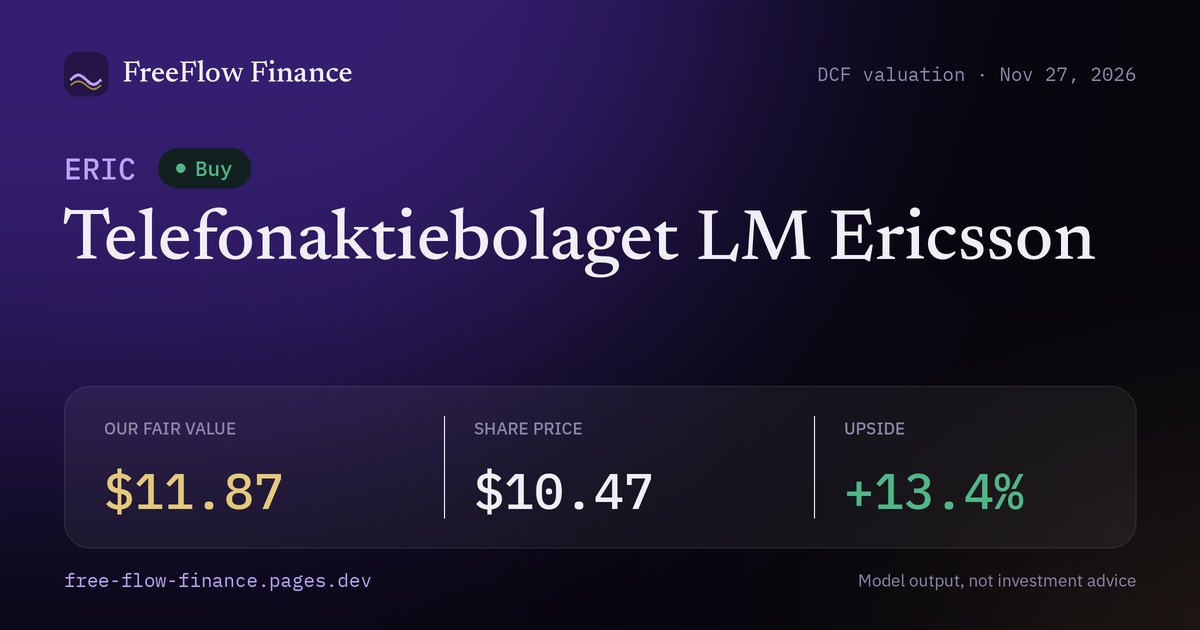 FreeFlow Finance
DCF valuation · Nov 27, 2026
ERIC
Buy
Telefonaktiebolaget LM Ericsson
OUR FAIR VALUE
$11.87
SHARE PRICE
$10.47
UPSIDE
+13.4%
free-flow-finance.pages.dev
Model output, not investment advice